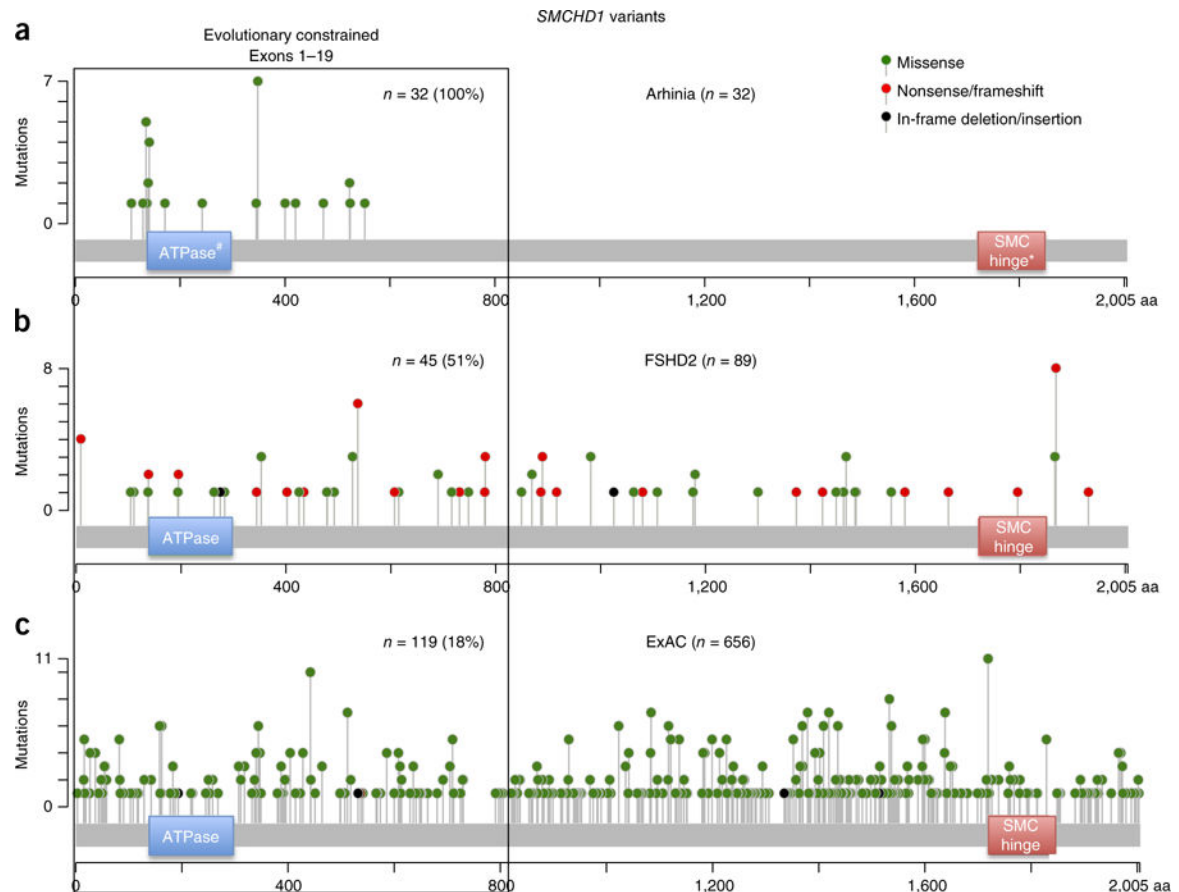 SMCHD1 variants
a
Evolutionary constrained
Exons 1–19
Missense
Nonsense/frameshift
In-frame deletion/insertion
n = 32 (100%)
Arhinia (n = 32)
Mutations
7
0
ATPase#
SMC
hinge*
0 400 800 1,200 1,600 2,005 aa
b
n = 45 (51%)
FSHD2 (n = 89)
Mutations
8
0
ATPase
SMC
hinge
0 400 800 1,200 1,600 2,005 aa
c
n = 119 (18%)
ExAC (n = 656)
Mutations
11
0
ATPase
SMC
hinge
0 400 800 1,200 1,600 2,005 aa